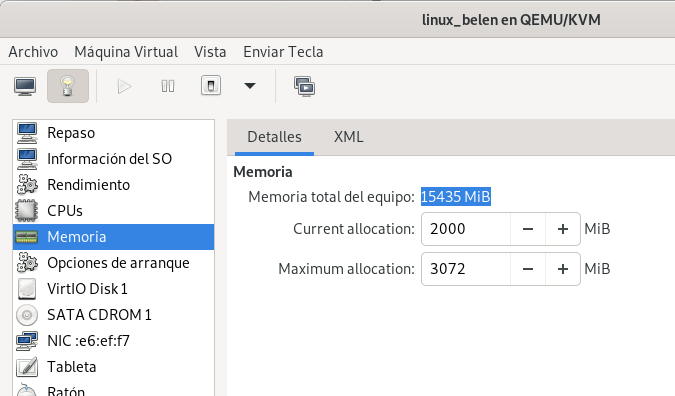 linux_belen en QEMU/KVM
Archivo Máquina Virtual Vista Enviar Tecla
Repaso
Información del SO
Rendimiento
CPUs
Memoria
Opciones de arranque
VirtIO Disk 1
SATA CDROM 1
NIC :e6:ef:f7
Tableta
Ratón
Detalles XML
Memoria
Memoria total del equipo: 15435 MiB
Current allocation: 2000 MiB
Maximum allocation: 3072 MiB